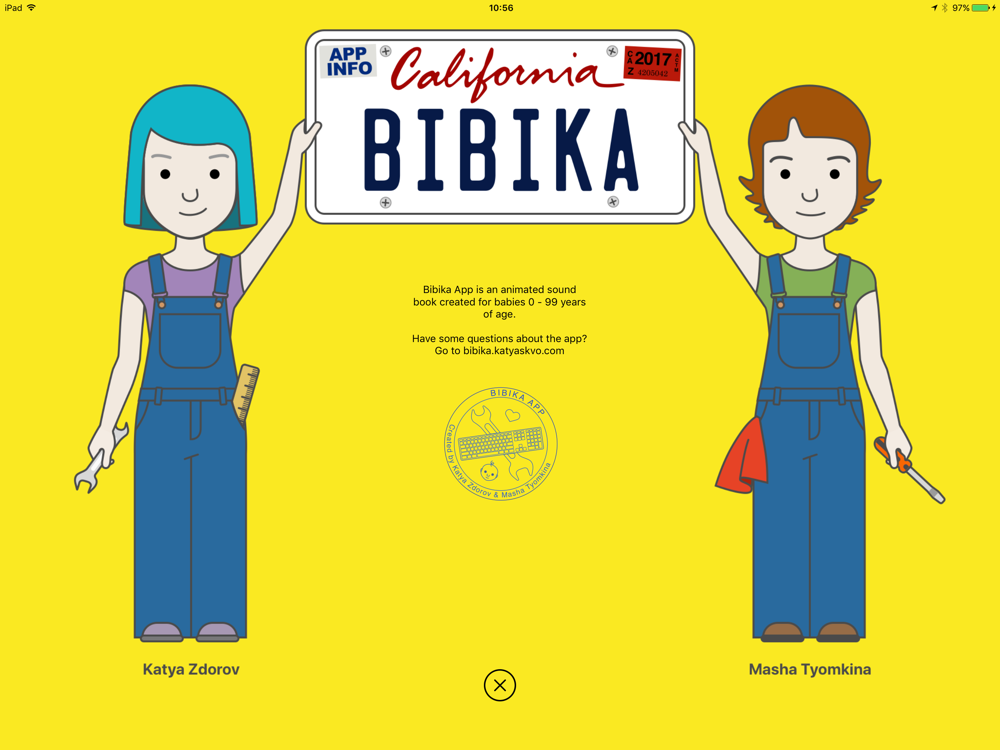 iPad
10:56
97%
APP
INFO
California
CA
Z
2017
4205042
BIBIKA
Bibika App is an animated sound
book created for babies 0 - 99 years
of age.
Have some questions about the app?
Go to bibika.katyaskvo.com
BIBIKA APP
Created by Katya Zdorov & Masha Tyomkina
Katya Zdorov
Masha Tyomkina